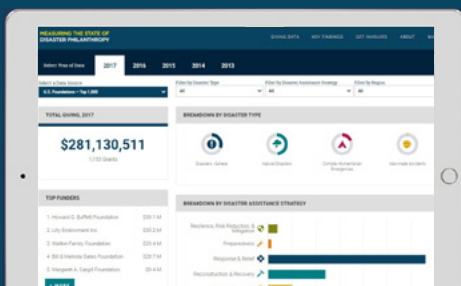 MEASURING THE STATE OF
DISASTER PHILANTHROPY
GIVING DATA KEY FINDINGS GET INVOLVED ABOUT
Select Year of Data 2017 2016 2015 2014 2013
Select a Data Source Filter by Disaster Type Filter by Disaster Assistance Strategy Filter by Region
U.S. Foundations – Top 1,000 All All All
TOTAL GIVING, 2017 BREAKDOWN BY DISASTER TYPE
$281,130,511
Grants
Disasters - General Natural Disasters Complex Humanitarian
Emergencies
TOP FUNDERS BREAKDOWN BY DISASTER ASSISTANCE STRATEGY
1. Howard G. Buffett Foundation
2. Lilly Endowment Inc.
3. Walton Family Foundation
4. Bill & Melinda Gates Foundation
5. Margaret A. Cargill Foundation
Resilience, Risk Reduction, &
Mitigation
Preparedness
Response & Relief
Reconstruction & Recovery
+ MORE